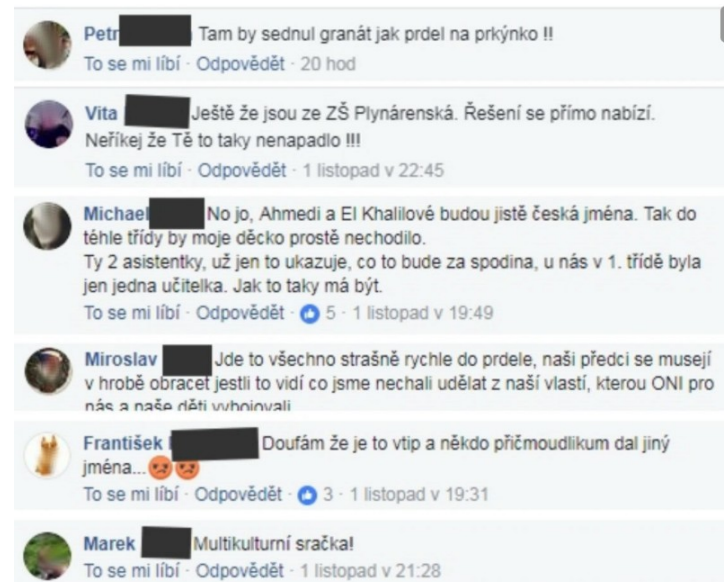 Petr Tam by sednul granát jak prdel na prkýnko !!
To se mi líbí · Odpovědět · 20 hod
Vita Ještě že jsou ze ZŠ Plynárenská. Řešení se přímo nabízí.
Neříkej že Tě to taky nenapadlo !!!
To se mi líbí · Odpovědět · 1 listopad v 22:45
Michael No jo, Ahmedi a El Khalilové budou jistě česká jména. Tak do
téhle třídy by moje děcko prostě nechodilo.
Ty 2 asistentky, už jen to ukazuje, co to bude za spodina, u nás v 1. třídě byla
jen jedna učitelka. Jak to taky má být.
To se mi líbí · Odpovědět · 5 · 1 listopad v 19:49
Miroslav Jde to všechno strašně rychle do prdele, naši předci se musejí
v hrobě obracet jestli to vidí co jsme nechali udělat z naší vlastí, kterou ONI pro
nás a naše děti vybojovali
František Doufám že je to vtip a někdo přičmoudlikum dal jiný
jména...
To se mi líbí · Odpovědět · 3 · 1 listopad v 19:31
Marek Multikulturní sračka!
To se mi líbí · Odpovědět · 1 listopad v 21:28